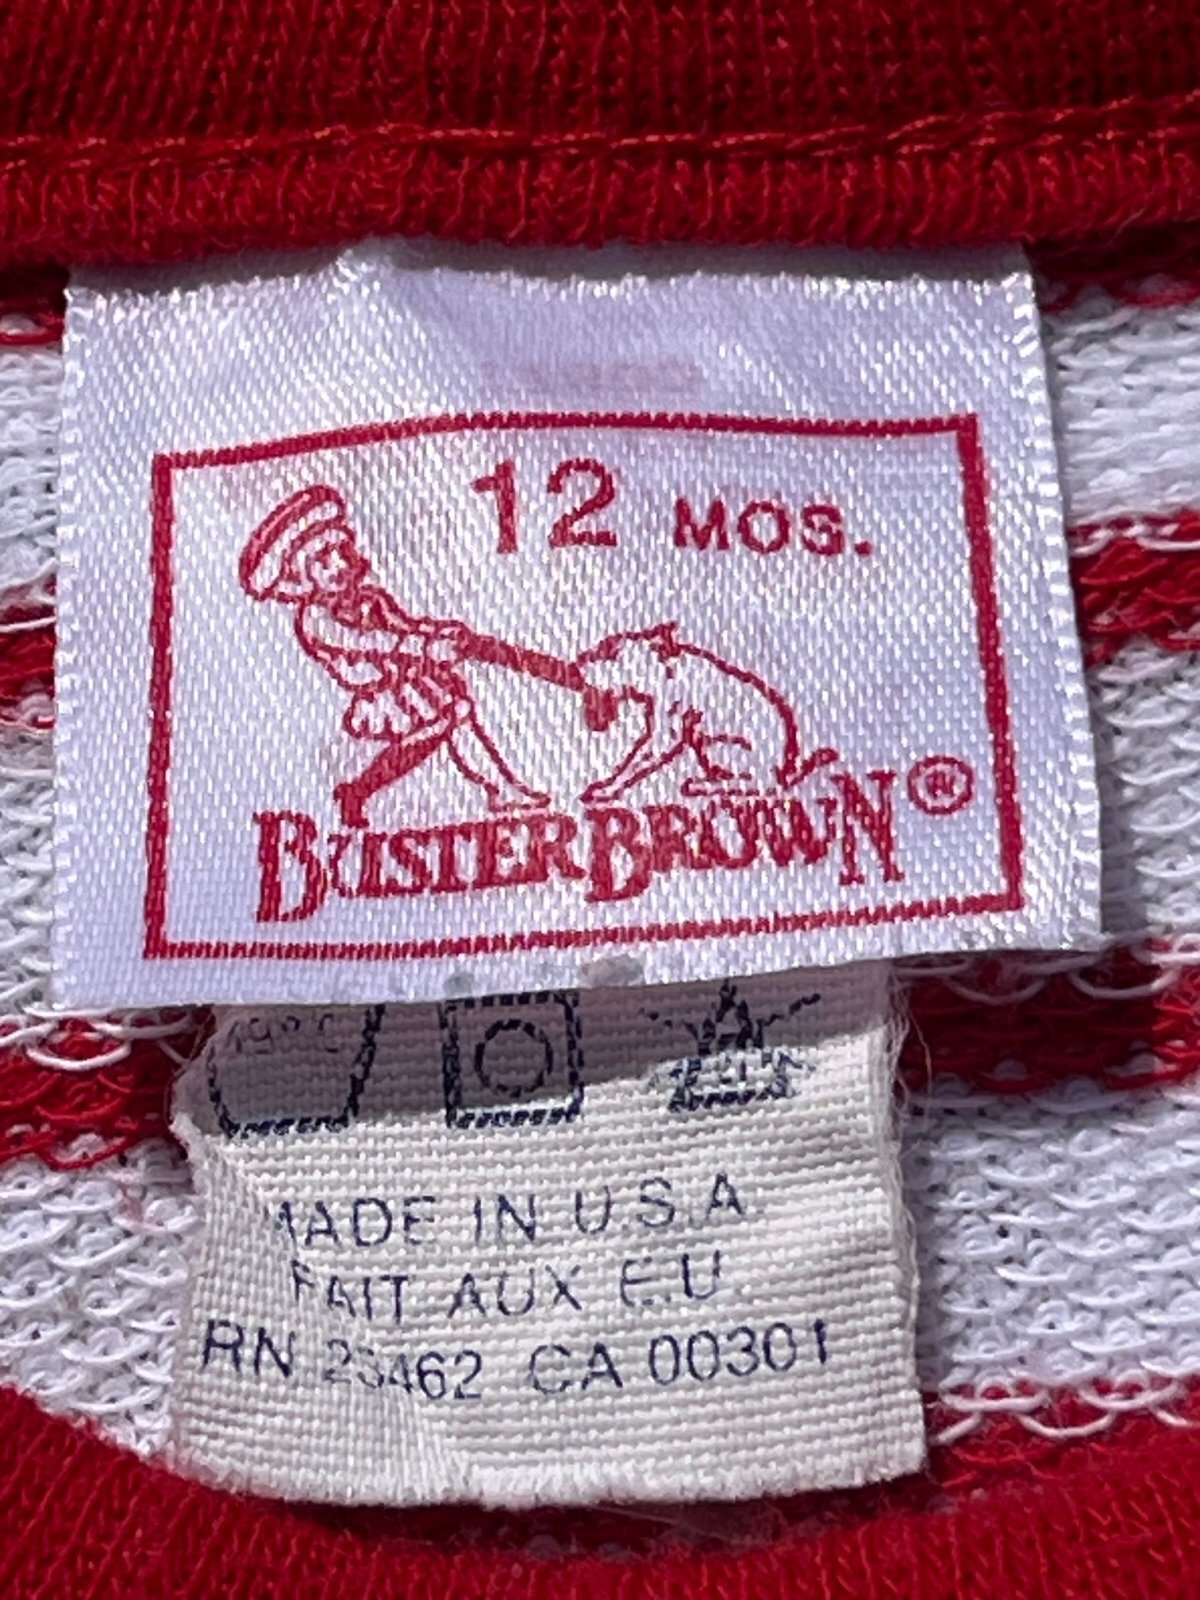 12 MOS.
BUSTER BROWN®
MADE IN U.S.A.
FAIT AUX E.U.
RN 23462 CA 00301